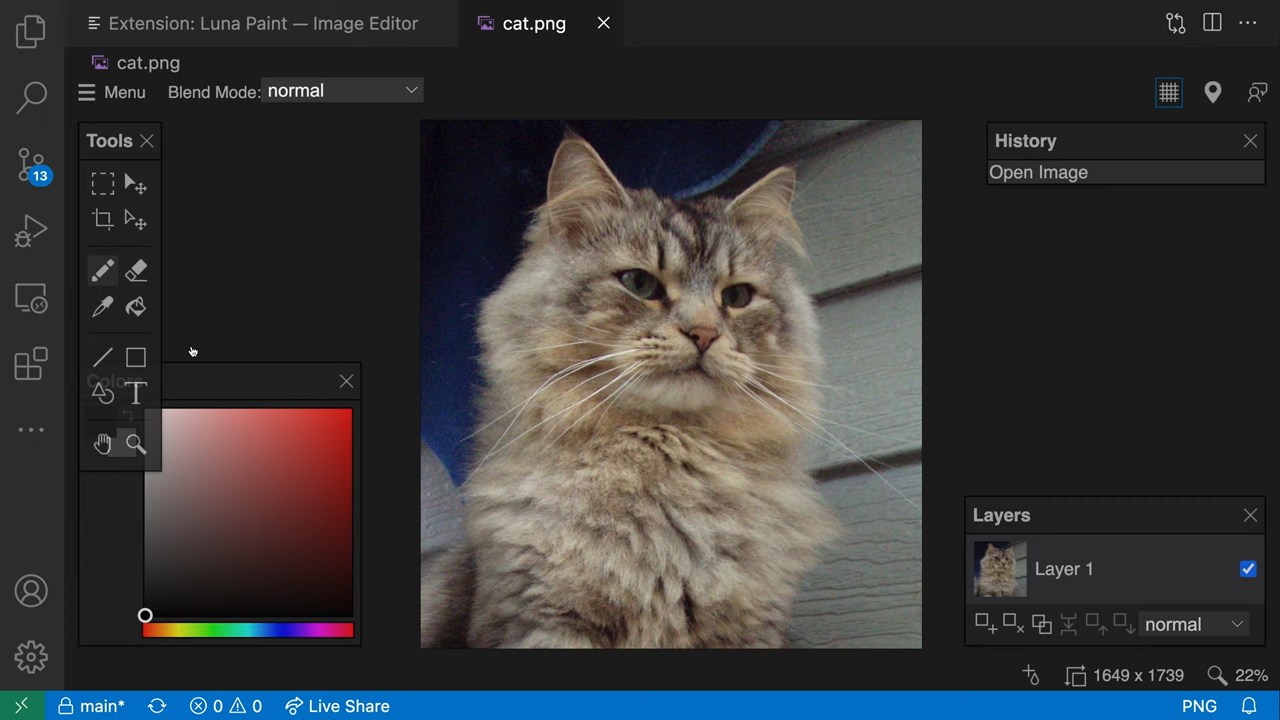 Extension: Luna Paint — Image Editor
cat.png
cat.png
Menu
Blend Mode: normal
Tools
History
Open Image
13
Colors
T
Layers
Layer 1
normal
1649 x 1739
22%
main*
0
0
Live Share
PNG